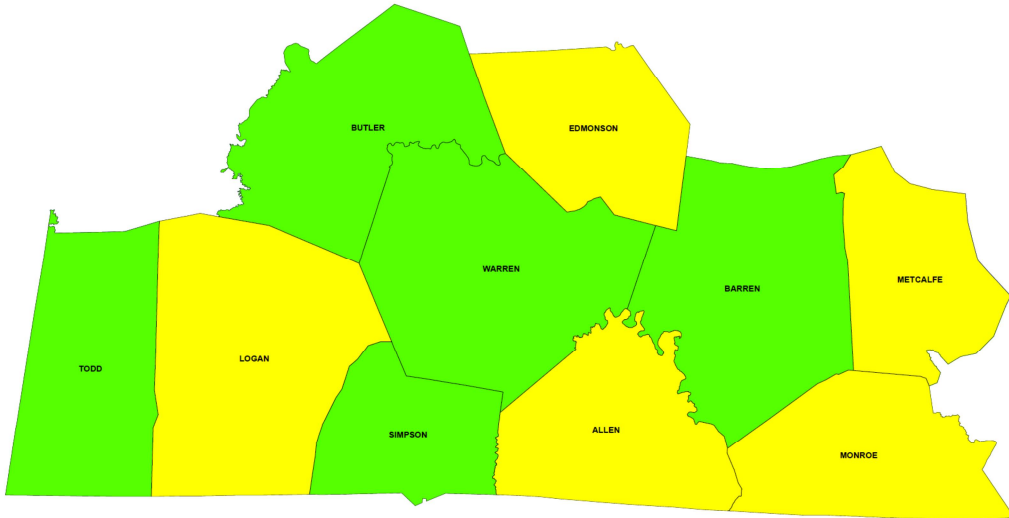 BUTLER
EDMONSON
WARREN
BARREN
METCALFE
TODD
LOGAN
SIMPSON
ALLEN
MONROE